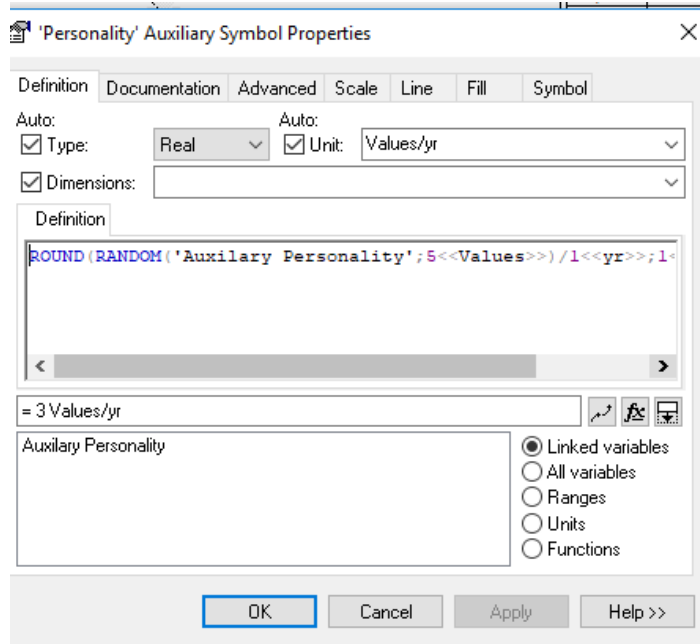 'Personality' Auxiliary Symbol Properties
Definition Documentation Advanced Scale Line Fill Symbol
Auto: Auto:
Type: Real Unit: Values/yr
Dimensions:
Definition
ROUND(RANDOM('Auxilary Personality';5<<Values>>)/1<<yr>>;1<
= 3 Values/yr
Auxilary Personality
Linked variables
All variables
Ranges
Units
Functions
OK Cancel Apply Help >>